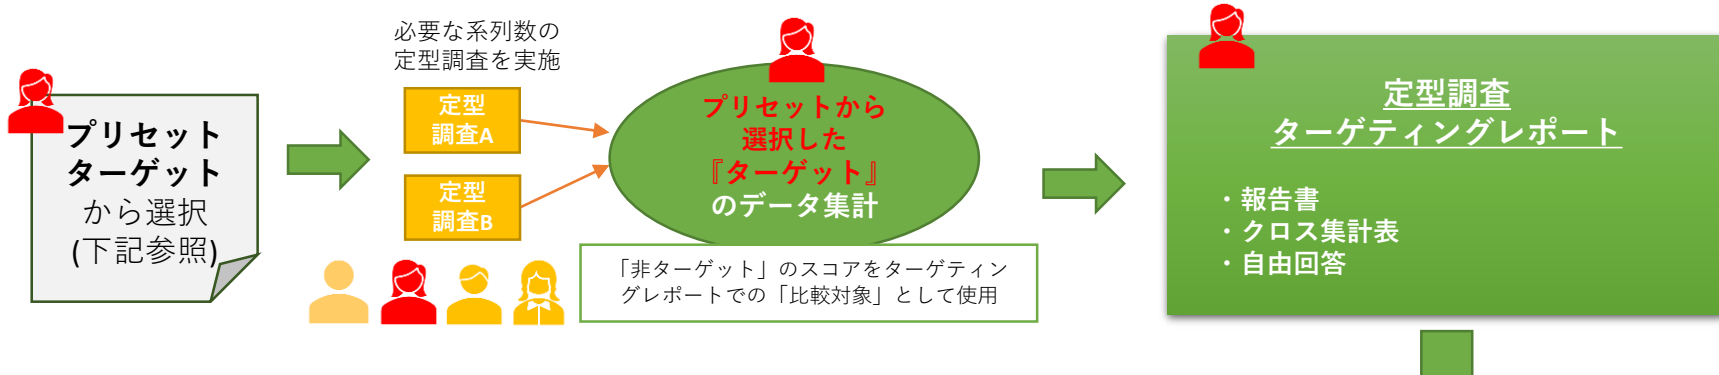 プリセット
ターゲット
から選択
(下記参照)
必要な系列数の
定型調査を実施
定型
調査A
定型
調査B
プリセットから
選択した
『ターゲット』
のデータ集計
「非ターゲット」のスコアをターゲティン
グレポートでの「比較対象」として使用
定型調査
ターゲティングレポート
・報告書
・クロス集計表
・自由回答